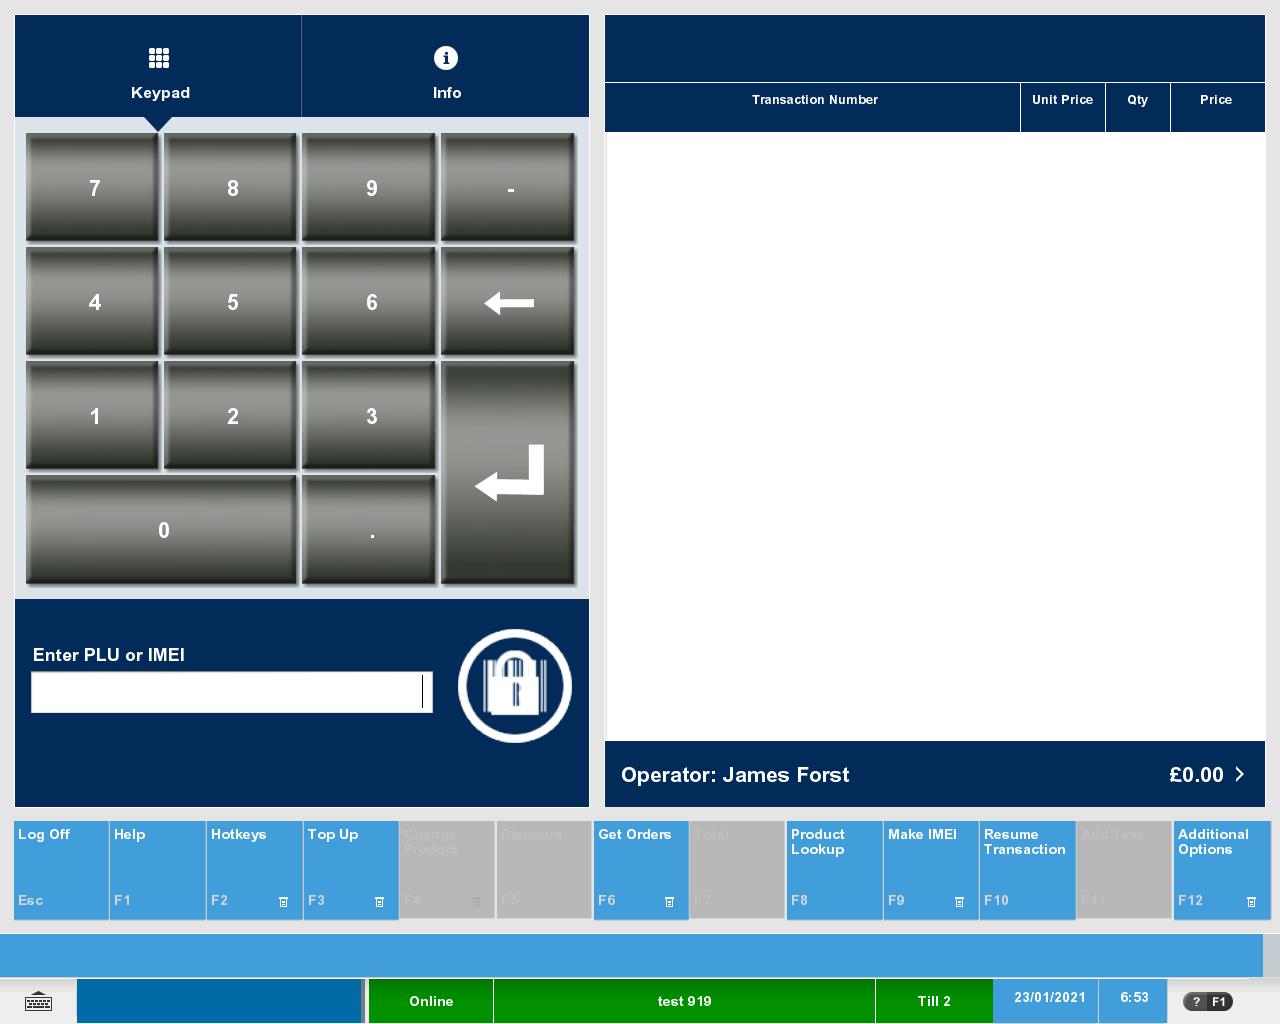 Keypad
Info
Transaction Number
Unit Price
Qty
Price
7
8
9
-
4
5
6
1
2
3
0
.
Enter PLU or IMEI
Operator: James Forst
£0.00 >
Log Off
Esc
Help
F1
Hotkeys
F2
Top Up
F3
Change
Product
F4
Discount
F5
Get Orders
F6
Total
F7
Product
Lookup
F8
Make IMEI
F9
Resume
Transaction
F10
Add Text
F11
Additional
Options
F12
Online
test 919
Till 2
23/01/2021
6:53
? F1